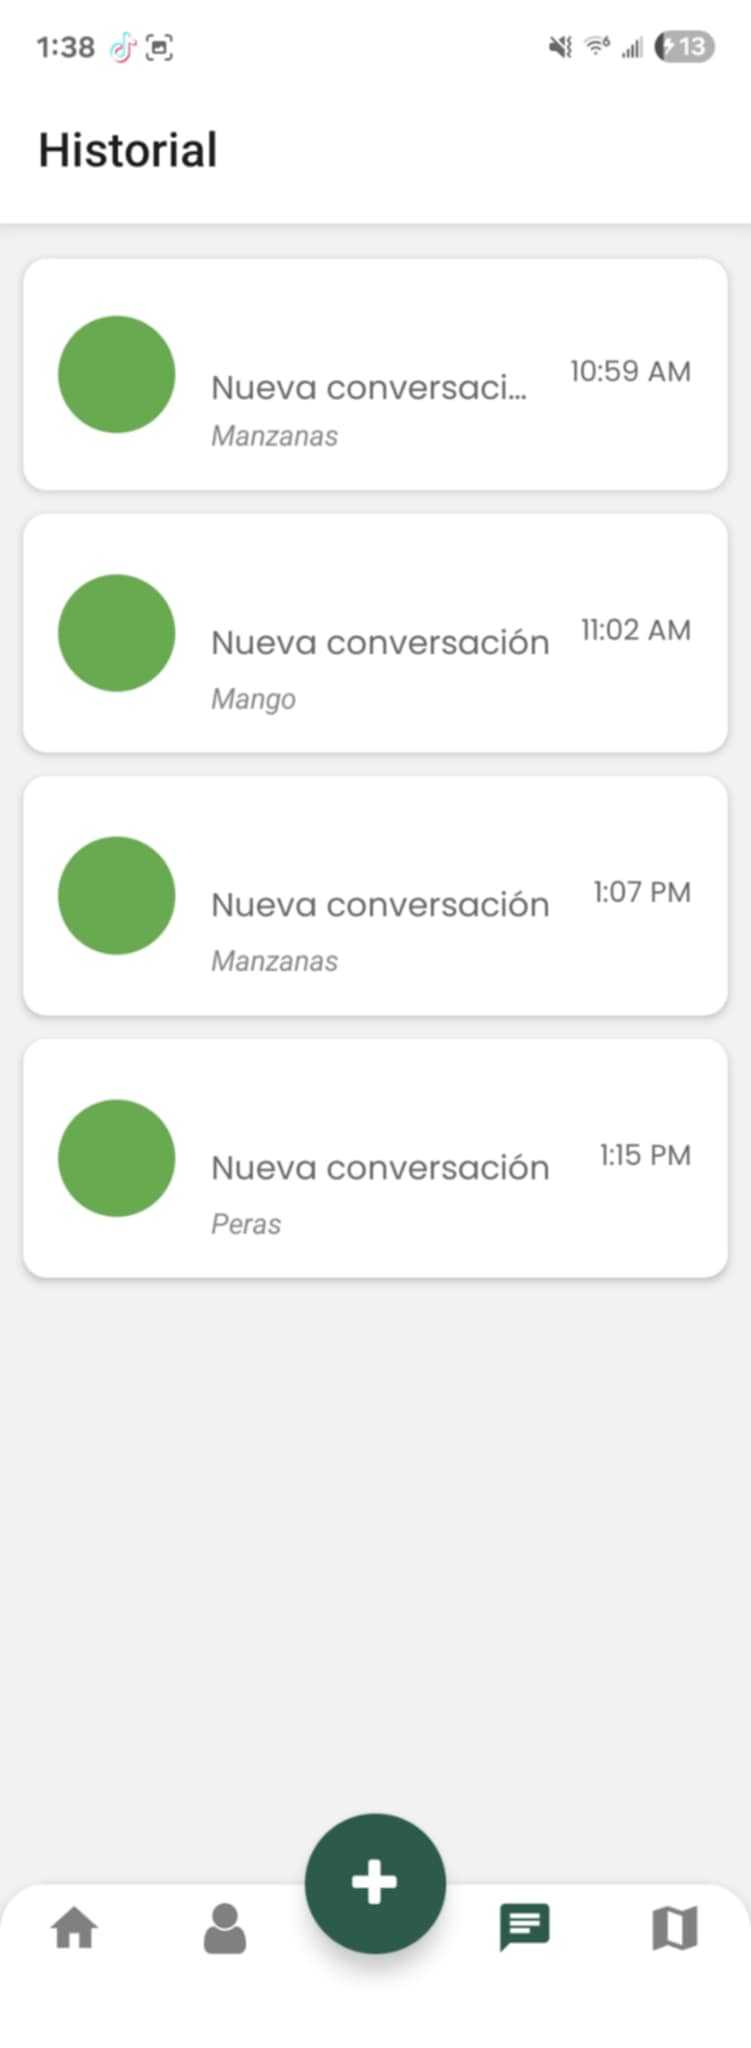 1:38
13
Historial
Nueva conversaci...
10:59 AM
Manzanas
Nueva conversación
11:02 AM
Mango
Nueva conversación
1:07 PM
Manzanas
Nueva conversación
1:15 PM
Peras